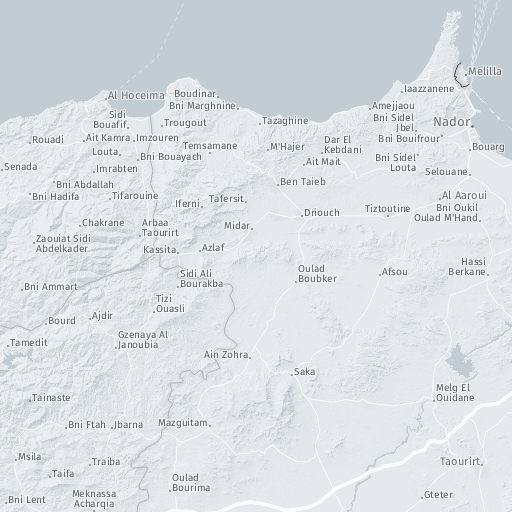 Melilla
Iaazzanene
Al Hoceima
Boudinar
Bni Marghnine
Amejjaou
Sidi
Bouafif
Trougout
Tazaghine
Bni Sidel
Jbel
Nador
Rouadi
Ait Kamra
Imzouren
Temsamane
M'Hajer
Dar El
Kebdani
Bni Bouifrour
Bouarg
Louta
Bni Bouayach
Ait Mait
Bni Sidel
Louta
Senada
Imrabten
Selouane
Bni Abdallah
Ben Taieb
Bni Hadifa
Tifarouine
Iferni
Tafersit
Al Aaroui
Driouch
Tiztoutine
Bni Oukil
Oulad M'Hand
Chakrane
Arbaa
Taourirt
Midar
Zaouiat Sidi
Abdelkader
Kassita
Azlaf
Hassi
Berkane
Sidi Ali
Bourakba
Oulad
Boubker
Afsou
Bni Ammart
Tizi
Ouasli
Bourd
Ajdir
Gzenaya Al
Janoubia
Tamedit
Ain Zohra
Saka
Melg El
Ouidane
Tainaste
Bni Ftah
Jbarna
Mazguitam
Msila
Traiba
Taourirt
Taifa
Oulad
Bourima
Bni Lent
Meknassa
Acharqia
Gteter